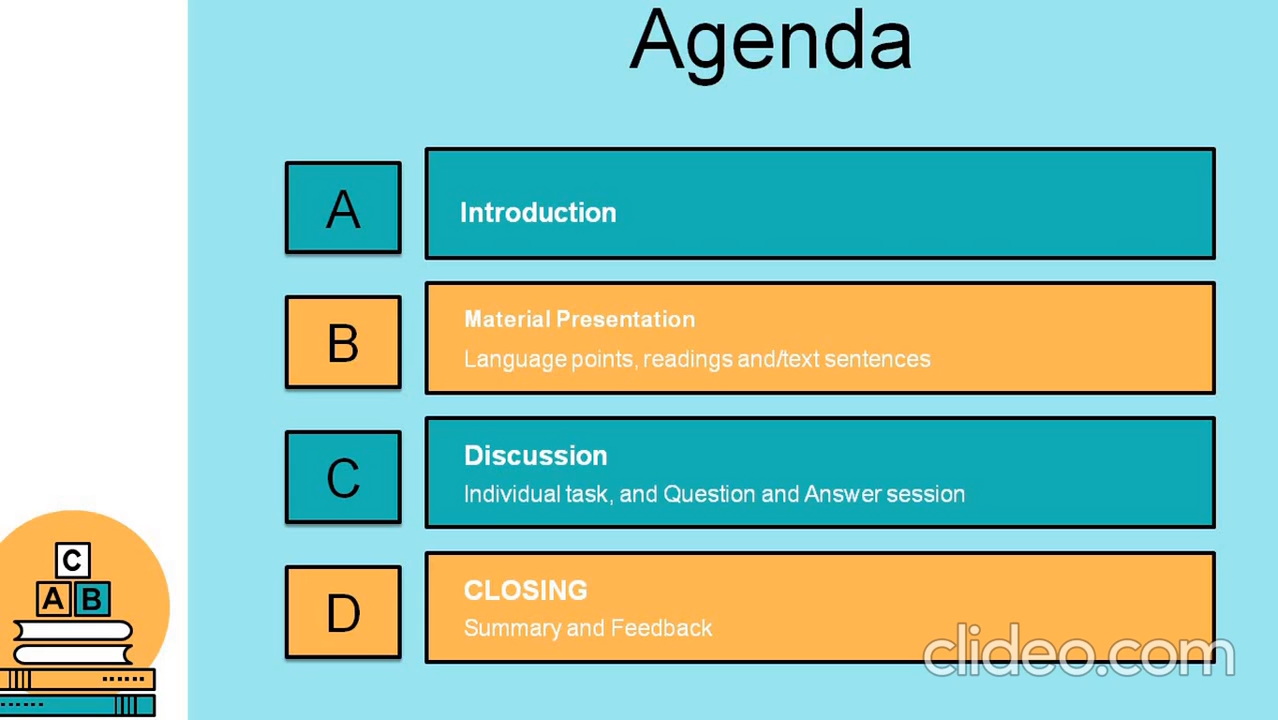 Agenda
A
Introduction
B
Material Presentation
Language points, readings and/text sentences
C
Discussion
Individual task, and Question and Answer session
D
CLOSING
Summary and Feedback
C
A B
clideo.com